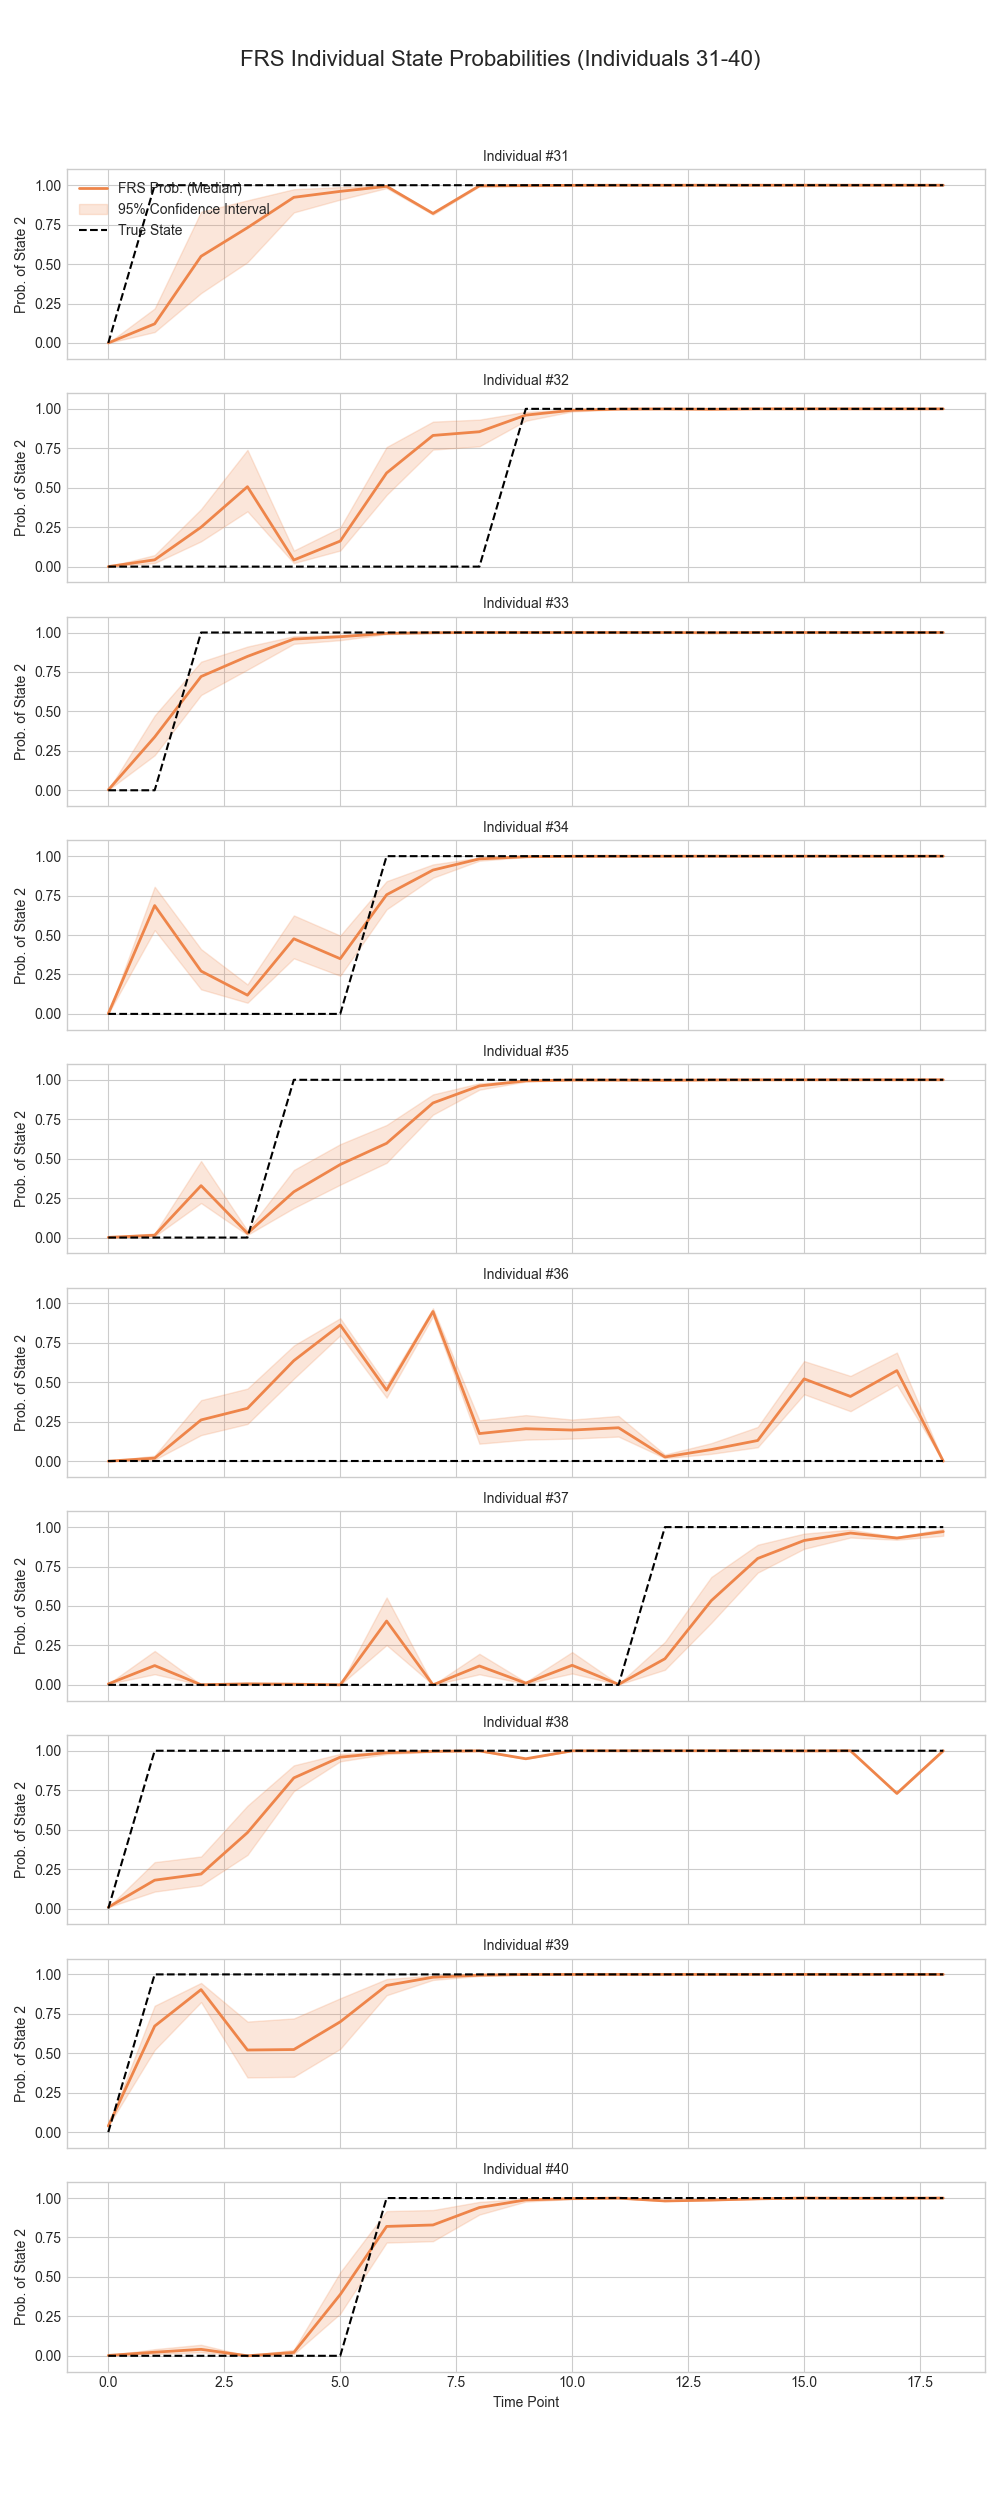 FRS Individual State Probabilities (Individuals 31-40)
Individual #31
FRS Prob. (Median)
95% Confidence Interval
True State
Prob. of State 2
1.00
0.75
0.50
0.25
0.00
Individual #32
Prob. of State 2
1.00
0.75
0.50
0.25
0.00
Individual #33
Prob. of State 2
1.00
0.75
0.50
0.25
0.00
Individual #34
Prob. of State 2
1.00
0.75
0.50
0.25
0.00
Individual #35
Prob. of State 2
1.00
0.75
0.50
0.25
0.00
Individual #36
Prob. of State 2
1.00
0.75
0.50
0.25
0.00
Individual #37
Prob. of State 2
1.00
0.75
0.50
0.25
0.00
Individual #38
Prob. of State 2
1.00
0.75
0.50
0.25
0.00
Individual #39
Prob. of State 2
1.00
0.75
0.50
0.25
0.00
Individual #40
Prob. of State 2
1.00
0.75
0.50
0.25
0.00
0.0 2.5 5.0 7.5 10.0 12.5 15.0 17.5
Time Point